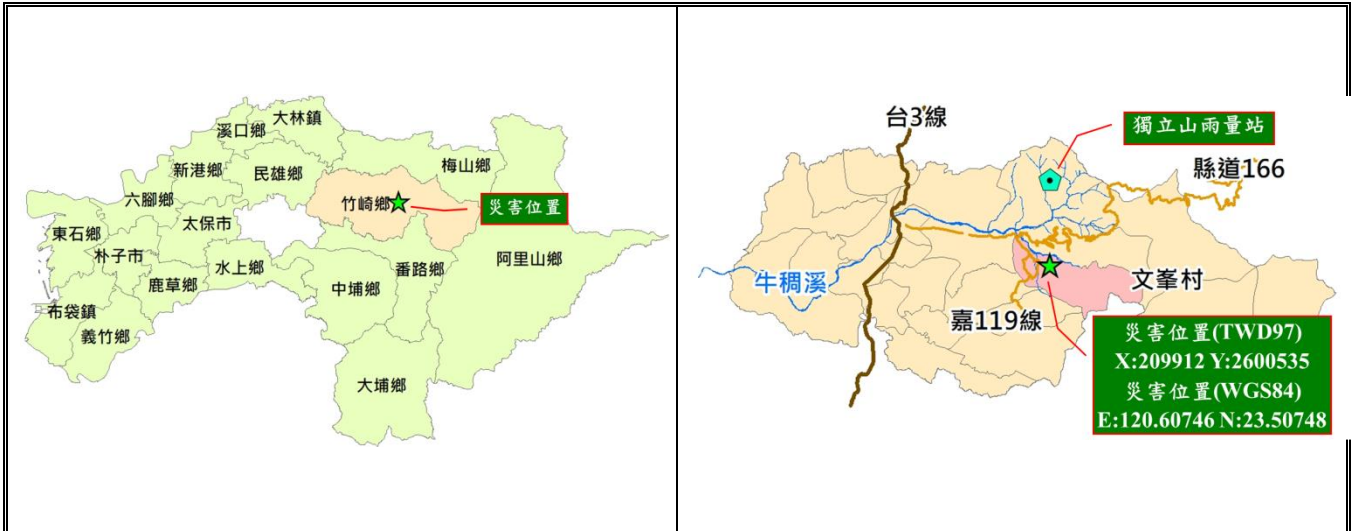 大林鎮
溪口鄉
梅山鄉
新港鄉
民雄鄉
六腳鄉
竹崎鄉
災害位置
太保市
東石鄉
朴子市
水上鄉
番路鄉
阿里山鄉
鹿草鄉
中埔鄉
布袋鎮
義竹鄉
大埔鄉
台3線
獨立山雨量站
縣道166
牛稠溪
文峯村
嘉119線
災害位置(TWD97)
X:209912 Y:2600535
災害位置(WGS84)
E:120.60746 N:23.50748